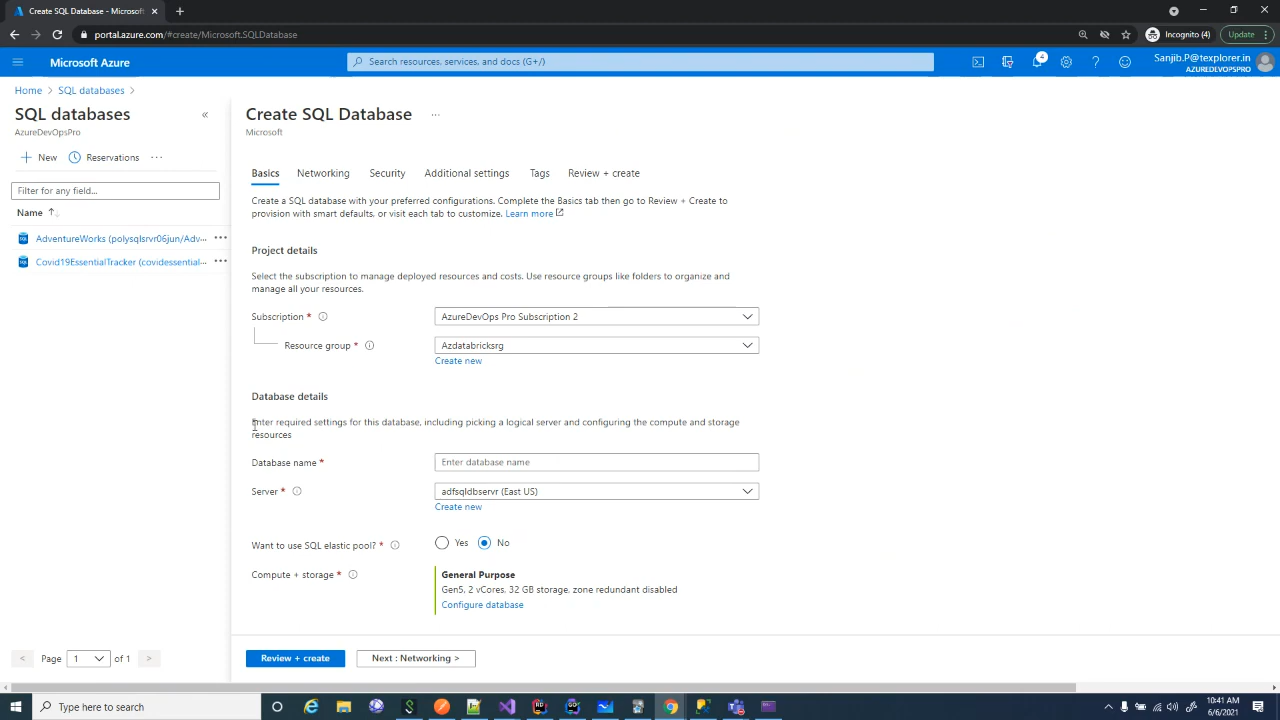 Create SQL Database - Microsoft
portal.azure.com/#create/Microsoft.SQLDatabase
Incognito (4)
Update
Microsoft Azure
Search resources, services, and docs (G+/)
4
Sanjib.P@texplorer.in
AZUREDEVOPSPRO
Home > SQL databases >
SQL databases
«
AzureDevOpsPro
New
Reservations
...
Filter for any field...
Name ↑↓
AdventureWorks (polysqlsrvr06jun/Adv...
Covid19EssentialTracker (covidessential...
< Page 1 of 1 >
Create SQL Database
...
Microsoft
Basics Networking Security Additional settings Tags Review + create
Create a SQL database with your preferred configurations. Complete the Basics tab then go to Review + Create to
provision with smart defaults, or visit each tab to customize. Learn more
Project details
Select the subscription to manage deployed resources and costs. Use resource groups like folders to organize and
manage all your resources.
Subscription *
AzureDevOps Pro Subscription 2
Resource group *
Azdatabricksrg
Create new
Database details
Enter required settings for this database, including picking a logical server and configuring the compute and storage
resources
Database name *
Enter database name
Server *
adfsqldbservr (East US)
Create new
Want to use SQL elastic pool? *
Yes No
Compute + storage *
General Purpose
Gen5, 2 vCores, 32 GB storage, zone redundant disabled
Configure database
Review + create
Next : Networking >
Type here to search
10:41 AM
6/6/2021